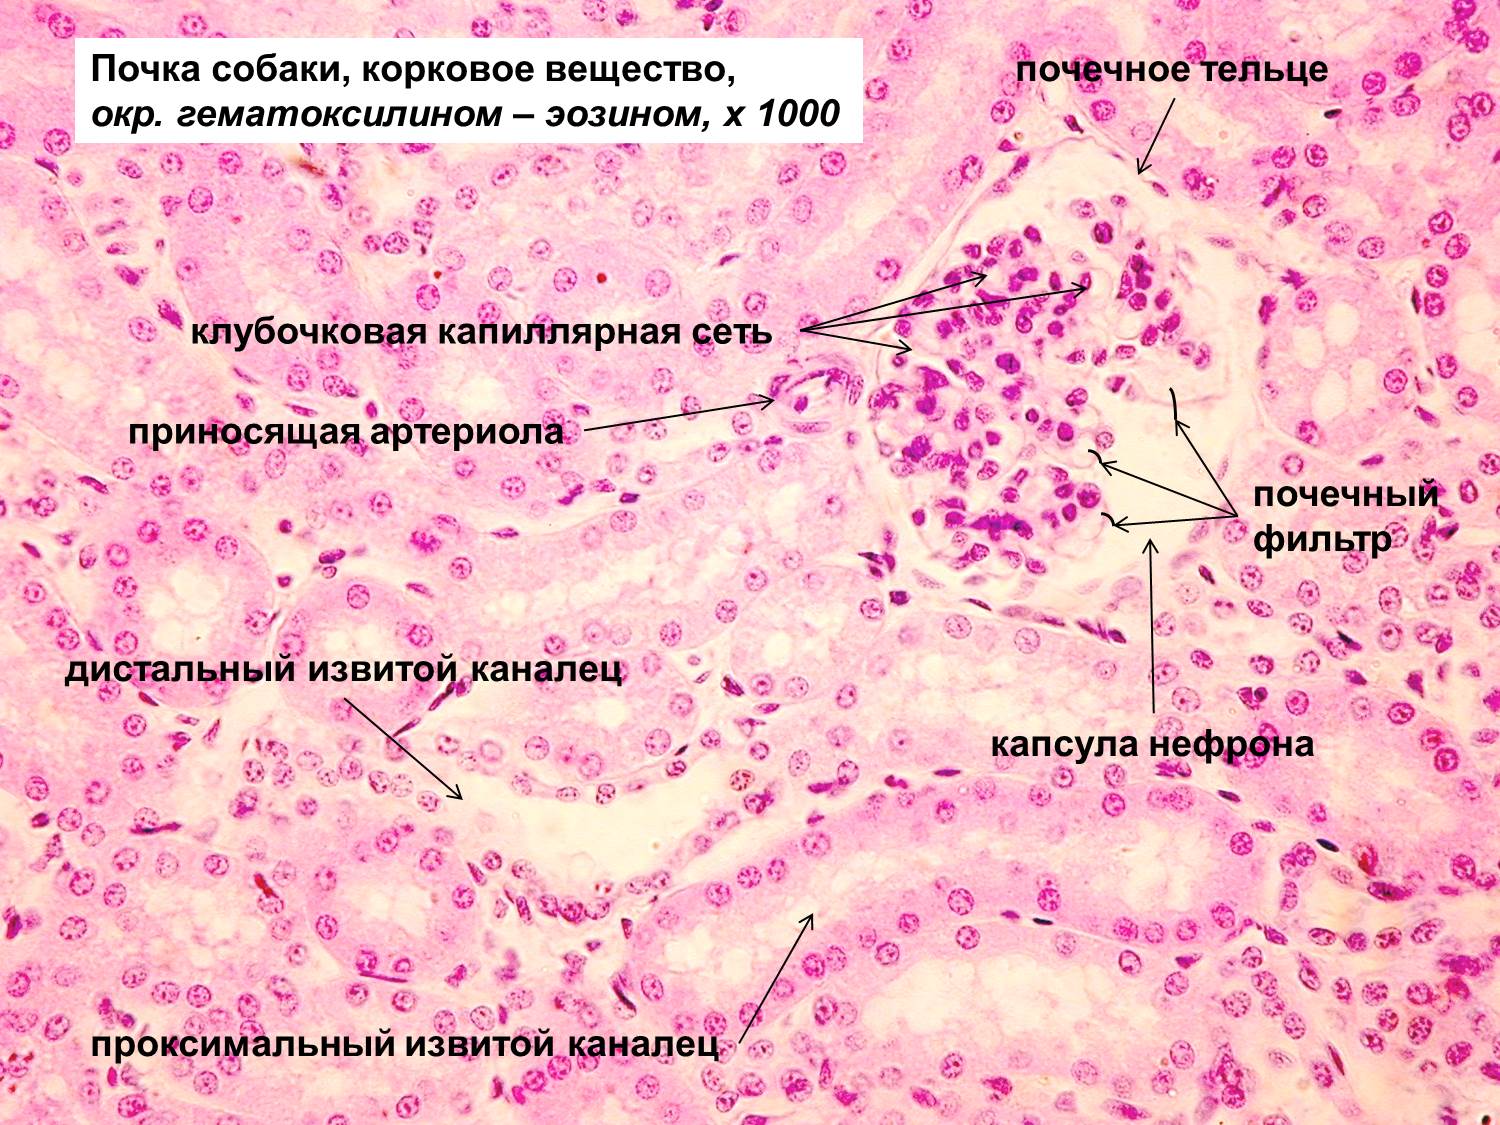 Почка собаки, корковое вещество,
окр. гематоксилином – эозином, х 1000
почечное тельце
клубочковая капиллярная сеть
приносящая артериола
почечный
фильтр
дистальный извитой каналец
капсула нефрона
проксимальный извитой каналец